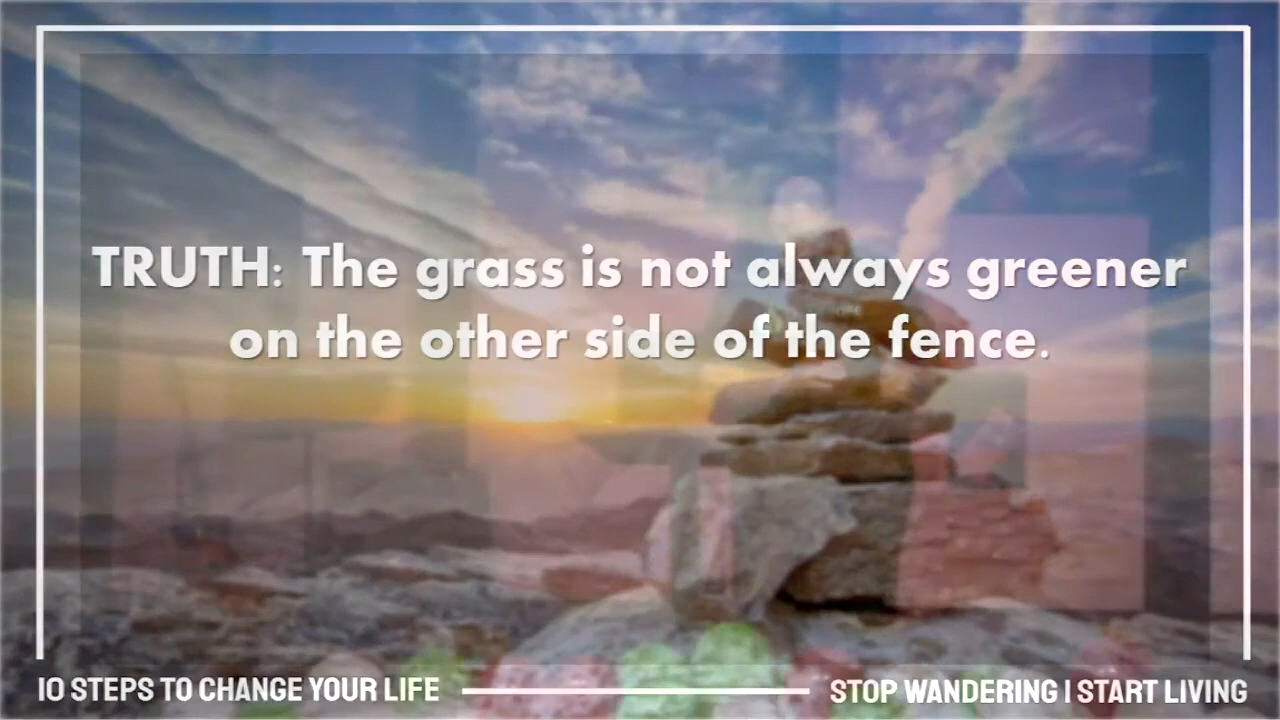 TRUTH: The grass is not always greener
on the other side of the fence.
10 STEPS TO CHANGE YOUR LIFE
STOP WANDERING | START LIVING